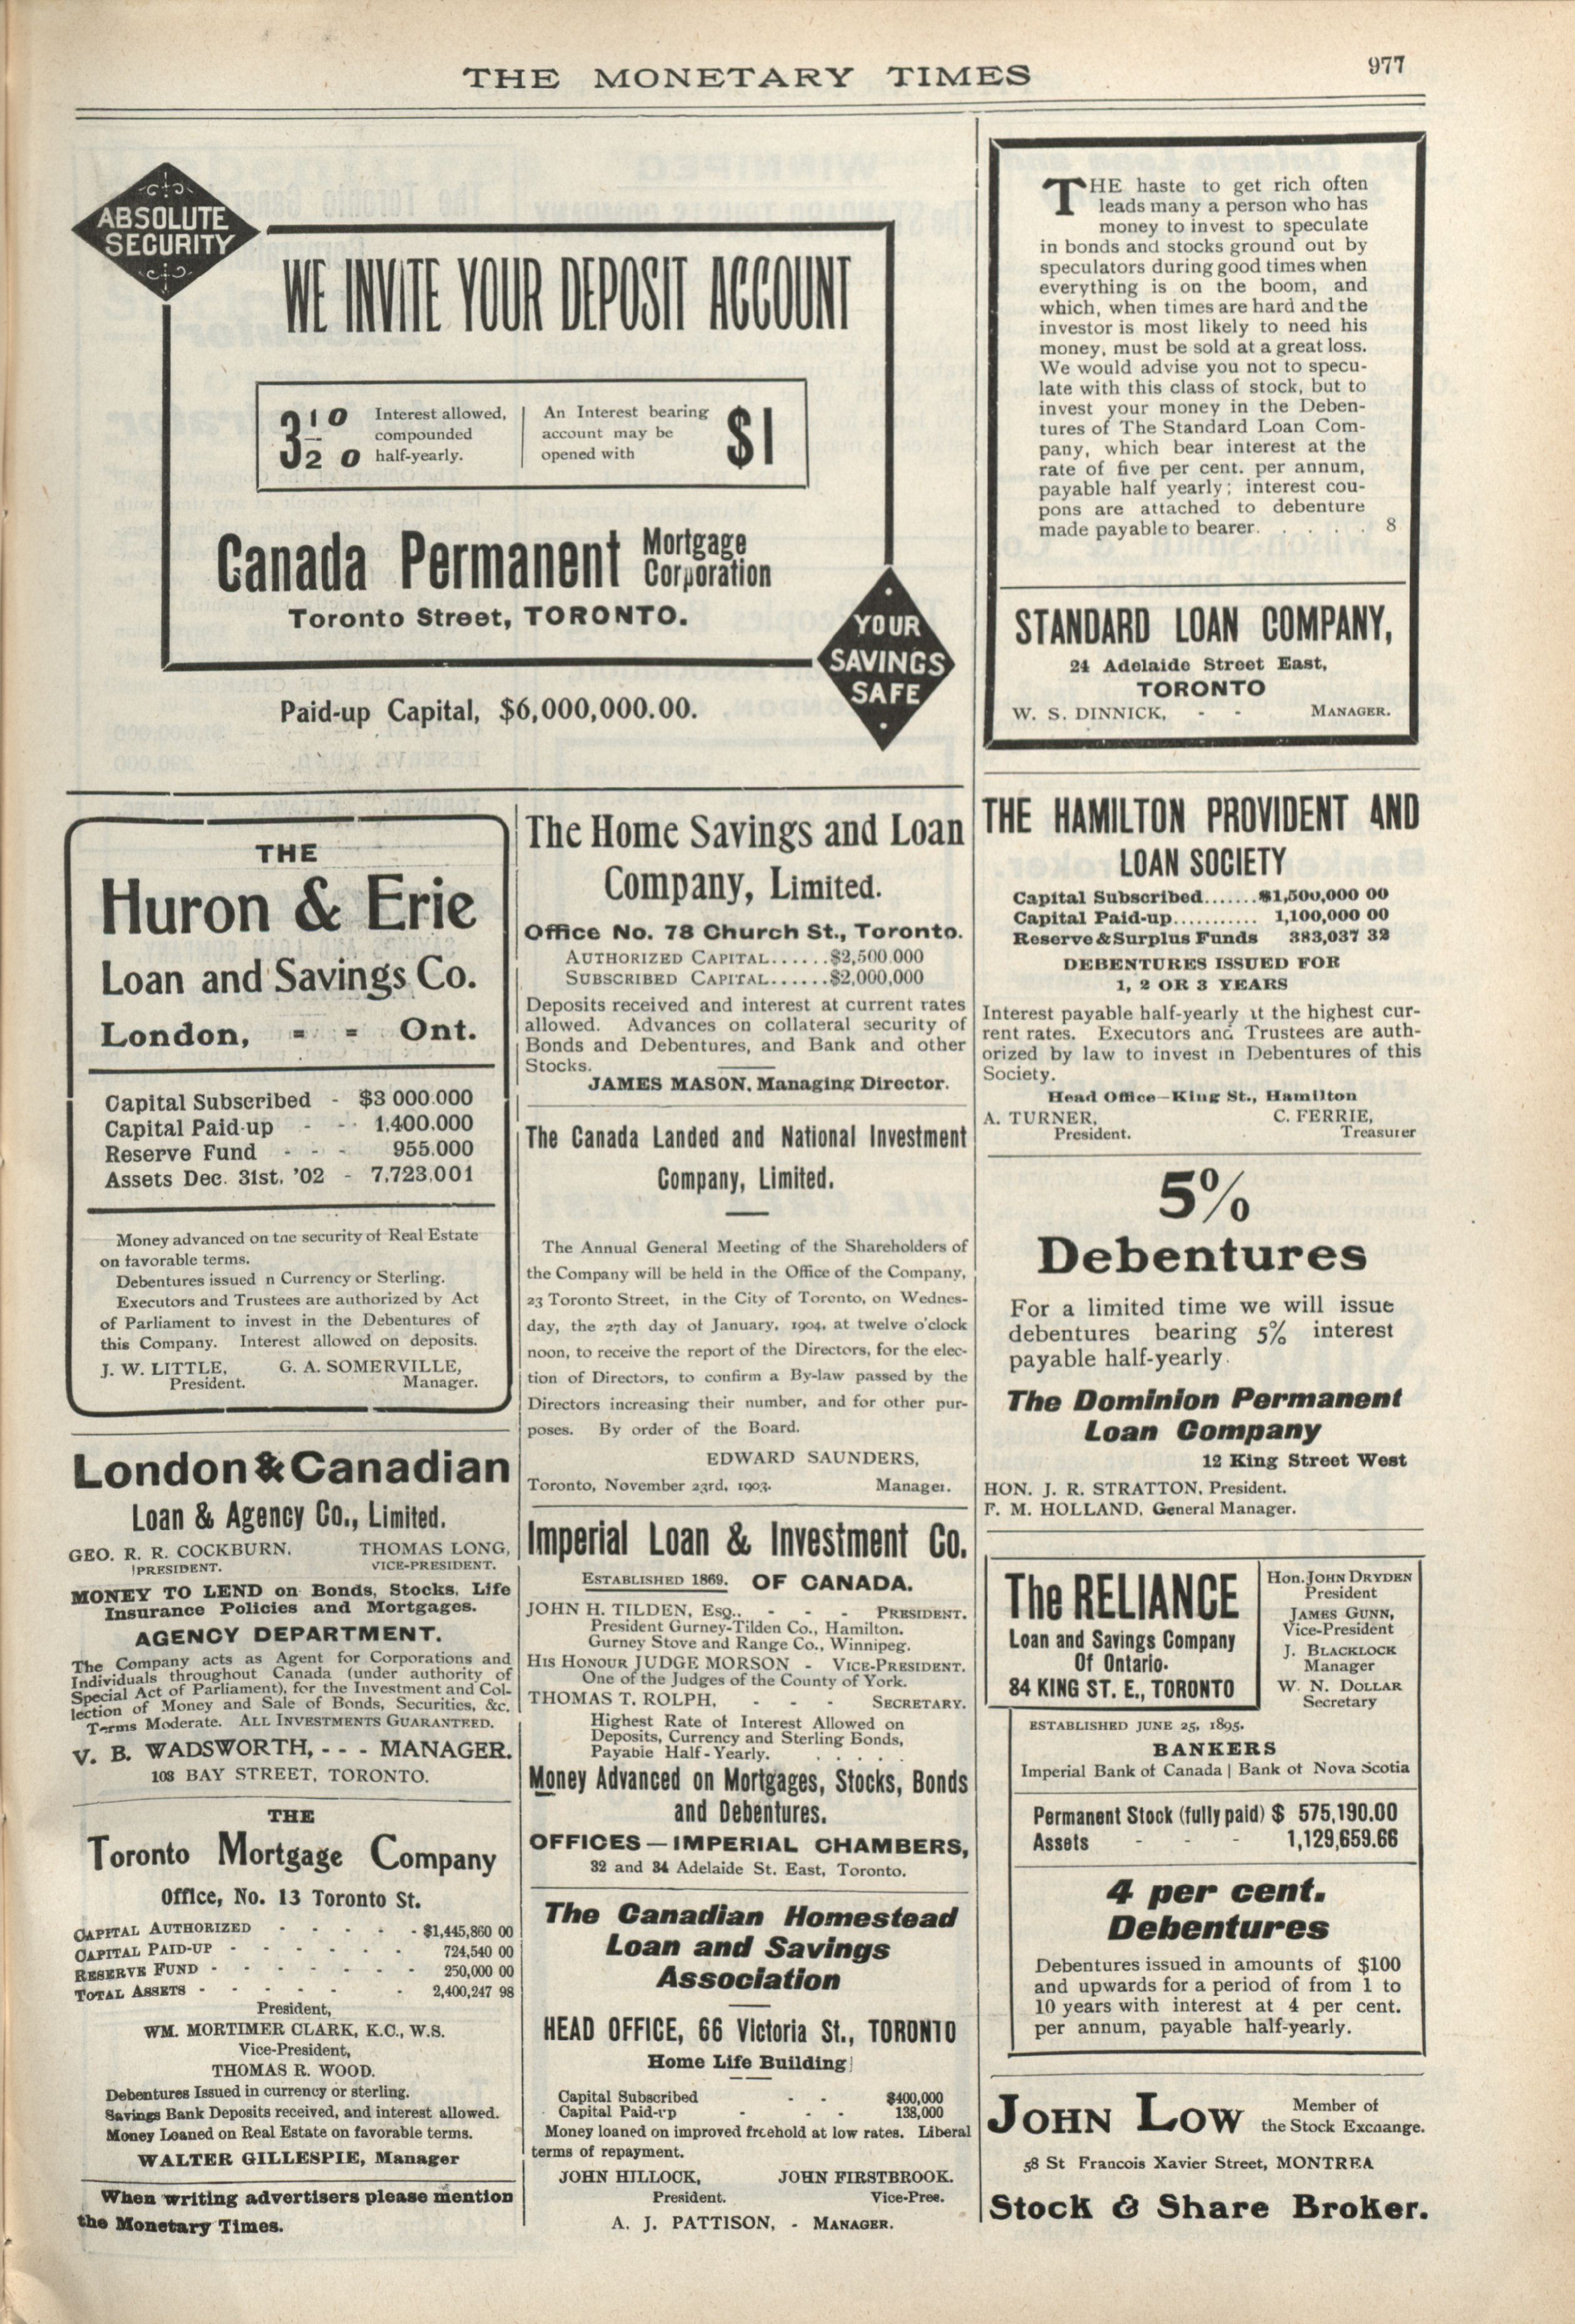 THE MONETARY TIMES
977
ABSOLUTE
SECURITY
WE INVITE YOUR DEPOSIT ACCOUNT
3½%
Interest allowed,
compounded
half-yearly.
An Interest bearing
account may be
opened with
$1
Canada Permanent Mortgage Corporation
Toronto Street, TORONTO.
YOUR
SAVINGS
SAFE
Paid-up Capital, $6,000,000.00.
THE haste to get rich often
leads many a person who has
money to invest to speculate
in bonds and stocks ground out by
speculators during good times when
everything is on the boom, and
which, when times are hard and the
investor is most likely to need his
money, must be sold at a great loss.
We would advise you not to specu-
late with this class of stock, but to
invest your money in the Deben-
tures of The Standard Loan Com-
pany, which bear interest at the
rate of five per cent. per annum,
payable half yearly; interest cou-
pons are attached to debenture
made payable to bearer. . . . . . 8
STANDARD LOAN COMPANY,
24 Adelaide Street East,
TORONTO
W. S. DINNICK, - - MANAGER.
THE
Huron & Erie
Loan and Savings Co.
London, = = Ont.
Capital Subscribed - $3 000.000
Capital Paid-up - - 1,400.000
Reserve Fund - - - 955.000
Assets Dec. 31st, '02 - 7,723,001
Money advanced on the security of Real Estate
on favorable terms.
Debentures issued n Currency or Sterling.
Executors and Trustees are authorized by Act
of Parliament to invest in the Debentures of
this Company. Interest allowed on deposits.
J. W. LITTLE, G. A. SOMERVILLE,
President. Manager.
London & Canadian
Loan & Agency Co., Limited.
GEO. R. R. COCKBURN, THOMAS LONG,
PRESIDENT. VICE-PRESIDENT.
MONEY TO LEND on Bonds, Stocks, Life
Insurance Policies and Mortgages.
AGENCY DEPARTMENT.
The Company acts as Agent for Corporations and
Individuals throughout Canada (under authority of
Special Act of Parliament), for the Investment and Col-
lection of Money and Sale of Bonds, Securities, &c.
Terms Moderate. ALL INVESTMENTS GUARANTEED.
V. B. WADSWORTH, - - - MANAGER.
103 BAY STREET, TORONTO.
THE
Toronto Mortgage Company
Office, No. 13 Toronto St.
CAPITAL AUTHORIZED - - - - - $1,445,860 00
CAPITAL PAID-UP - - - - - - 724,540 00
RESERVE FUND - - - - - - - 250,000 00
TOTAL ASSETS - - - - - - 2,400,247 98
President,
WM. MORTIMER CLARK, K.C., W.S.
Vice-President,
THOMAS R. WOOD.
Debentures Issued in currency or sterling.
Savings Bank Deposits received, and interest allowed.
Money Loaned on Real Estate on favorable terms.
WALTER GILLESPIE, Manager
When writing advertisers please mention
the Monetary Times.
The Home Savings and Loan
Company, Limited.
Office No. 78 Church St., Toronto.
AUTHORIZED CAPITAL......$2,500.000
SUBSCRIBED CAPITAL......$2,000,000
Deposits received and interest at current rates
allowed. Advances on collateral security of
Bonds and Debentures, and Bank and other
Stocks.
JAMES MASON, Managing Director.
The Canada Landed and National Investment
Company, Limited.
The Annual General Meeting of the Shareholders of
the Company will be held in the Office of the Company,
23 Toronto Street, in the City of Toronto, on Wednes-
day, the 27th day of January, 1904, at twelve o'clock
noon, to receive the report of the Directors, for the elec-
tion of Directors, to confirm a By-law passed by the
Directors increasing their number, and for other pur-
poses. By order of the Board.
EDWARD SAUNDERS,
Toronto, November 23rd, 1903. Manager.
Imperial Loan & Investment Co.
ESTABLISHED 1869. OF CANADA.
JOHN H. TILDEN, Esq., - - - PRESIDENT.
President Gurney-Tilden Co., Hamilton.
Gurney Stove and Range Co., Winnipeg.
HIS HONOUR JUDGE MORSON - VICE-PRESIDENT.
One of the Judges of the County of York.
THOMAS T. ROLPH, - - - SECRETARY.
Highest Rate of Interest Allowed on
Deposits, Currency and Sterling Bonds,
Payable Half-Yearly. . . . . .
Money Advanced on Mortgages, Stocks, Bonds
and Debentures.
OFFICES — IMPERIAL CHAMBERS,
32 and 34 Adelaide St. East, Toronto.
The Canadian Homestead
Loan and Savings
Association
HEAD OFFICE, 66 Victoria St., TORONTO
Home Life Building
Capital Subscribed - - $400,000
Capital Paid-up - - - 138,000
Money loaned on improved freehold at low rates. Liberal
terms of repayment.
JOHN HILLOCK, JOHN FIRSTBROOK.
President. Vice-Pres.
A. J. PATTISON, - MANAGER.
THE HAMILTON PROVIDENT AND
LOAN SOCIETY
Capital Subscribed.......$1,500,000 00
Capital Paid-up........... 1,100,000 00
Reserve & Surplus Funds 383,037 32
DEBENTURES ISSUED FOR
1, 2 OR 3 YEARS
Interest payable half-yearly at the highest cur-
rent rates. Executors and Trustees are auth-
orized by law to invest in Debentures of this
Society.
Head Office—King St., Hamilton
A. TURNER, C. FERRIE,
President. Treasurer
5%
Debentures
For a limited time we will issue
debentures bearing 5% interest
payable half-yearly.
The Dominion Permanent
Loan Company
12 King Street West
HON. J. R. STRATTON, President.
F. M. HOLLAND, General Manager.
The RELIANCE
Loan and Savings Company
Of Ontario.
84 KING ST. E., TORONTO
Hon. JOHN DRYDEN
President
JAMES GUNN,
Vice-President
J. BLACKLOCK
Manager
W. N. DOLLAR
Secretary
ESTABLISHED JUNE 25, 1895.
BANKERS
Imperial Bank of Canada | Bank of Nova Scotia
Permanent Stock (fully paid) $ 575,190.00
Assets - - - 1,129,659.66
4 per cent.
Debentures
Debentures issued in amounts of $100
and upwards for a period of from 1 to
10 years with interest at 4 per cent.
per annum, payable half-yearly.
JOHN LOW Member of
the Stock Exchange.
58 St Francois Xavier Street, MONTREA
Stock & Share Broker.